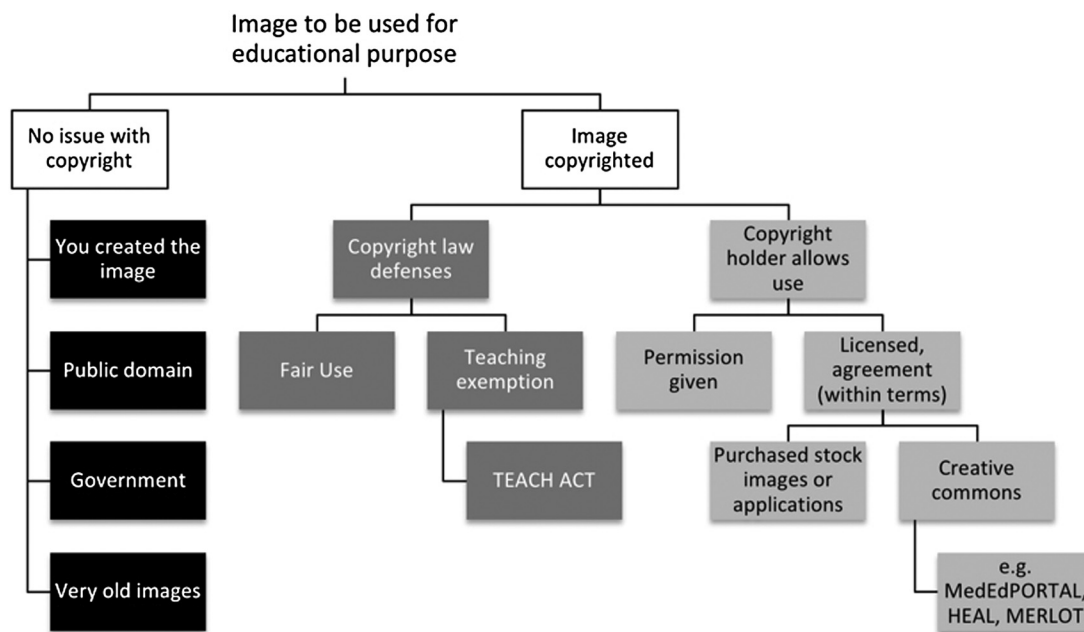 Image to be used for
educational purpose
No issue with
copyright
Image
copyrighted
You created the
image
Public domain
Government
Very old images
Copyright law
defenses
Fair Use
Teaching
exemption
TEACH ACT
Copyright
holder allows
use
Permission
given
Licensed,
agreement
(within terms)
Purchased stock
images or
applications
Creative
commons
e.g.
MedEdPORTAL,
HEAL, MERLOT